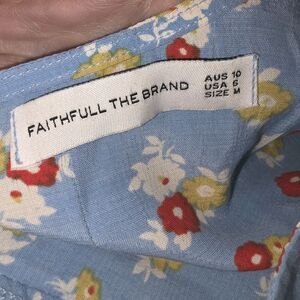 FAITHFULL THE BRAND
AUS 10
USA 6
SIZE M